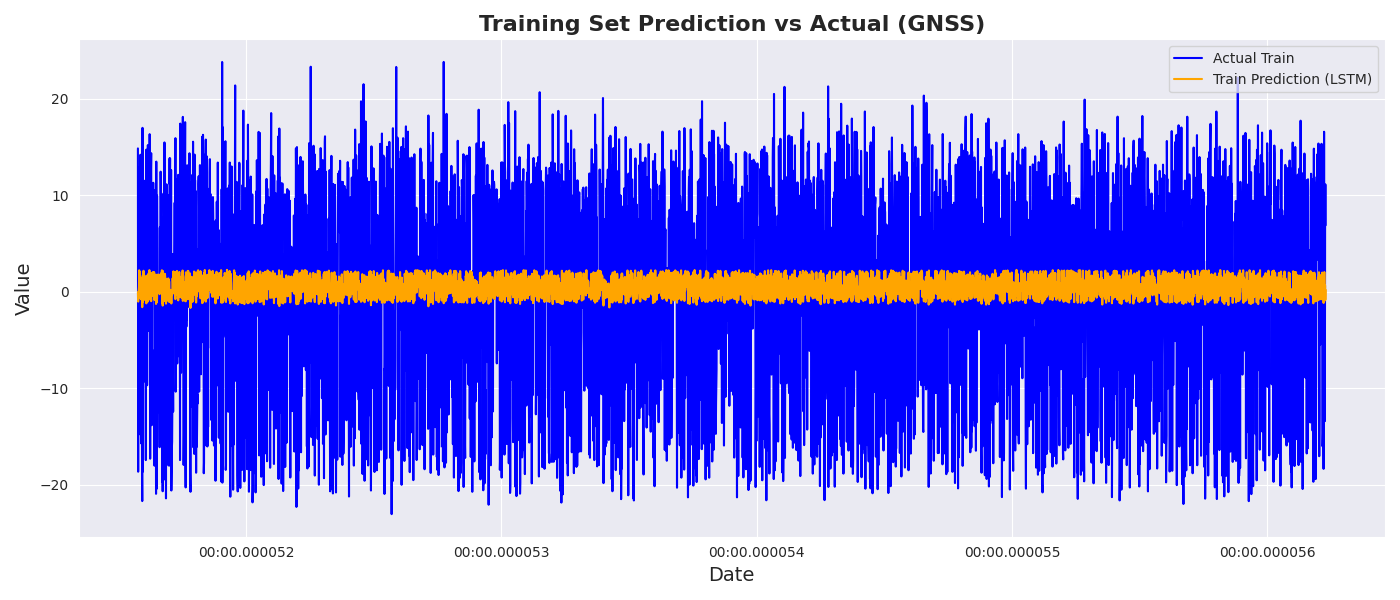 Training Set Prediction vs Actual (GNSS)
Actual Train
Train Prediction (LSTM)
20
10
0
−10
−20
Value
00:00.000052
00:00.000053
00:00.000054
00:00.000055
00:00.000056
Date